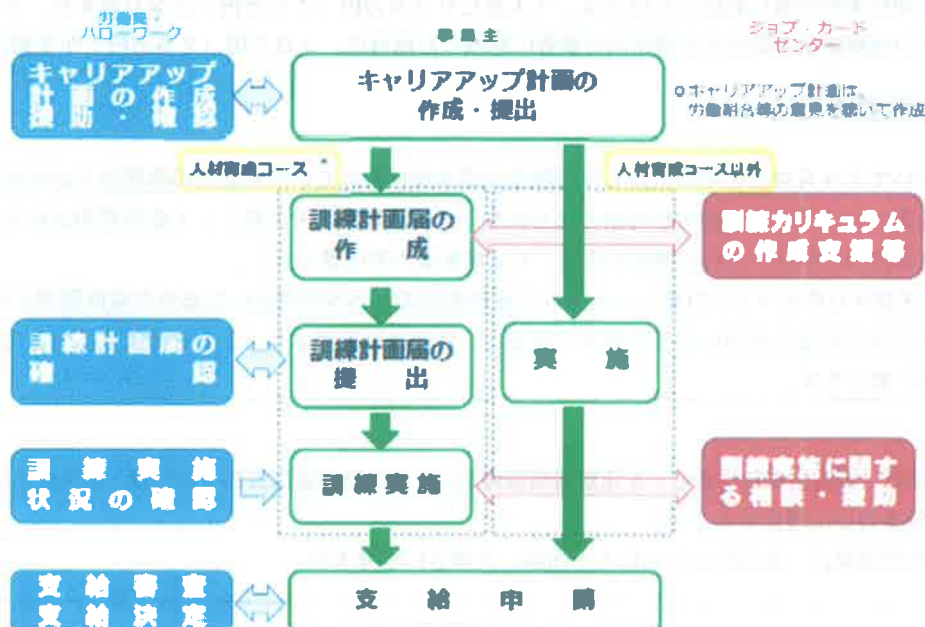 労働局・
ハローワーク
事業主
ジョブ・カード
センター
キャリアアップ
計画の作成
援助・確認
キャリアアップ計画の
作成・提出
○キャリアアップ計画は、
労働組合等の意見を聴いて作成
人材育成コース
人材育成コース以外
訓練計画届の
作成
訓練カリキュラム
の作成支援等
訓練計画届の
確認
訓練計画届の
提出
実施
訓練実施
状況の確認
訓練実施
訓練実施に関す
る相談・援助
支給審査
支給決定
支給申請